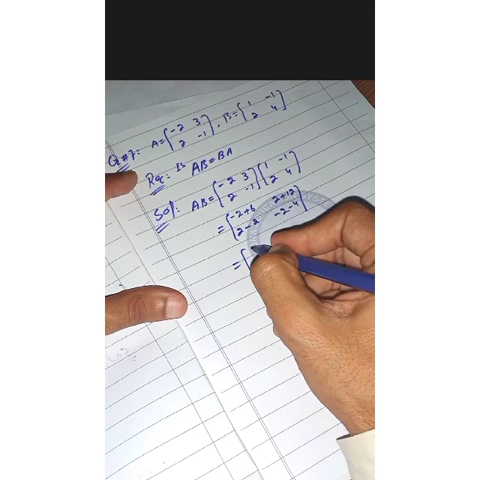 Q#7: A=[-2 3 2 -1], B=[1 -1 2 4]
Req: Is AB=BA
Sol: AB=[-2 3 2 -1][1 -1 2 4]
=[-2+6 2+12 2-2 -2-4]
=[